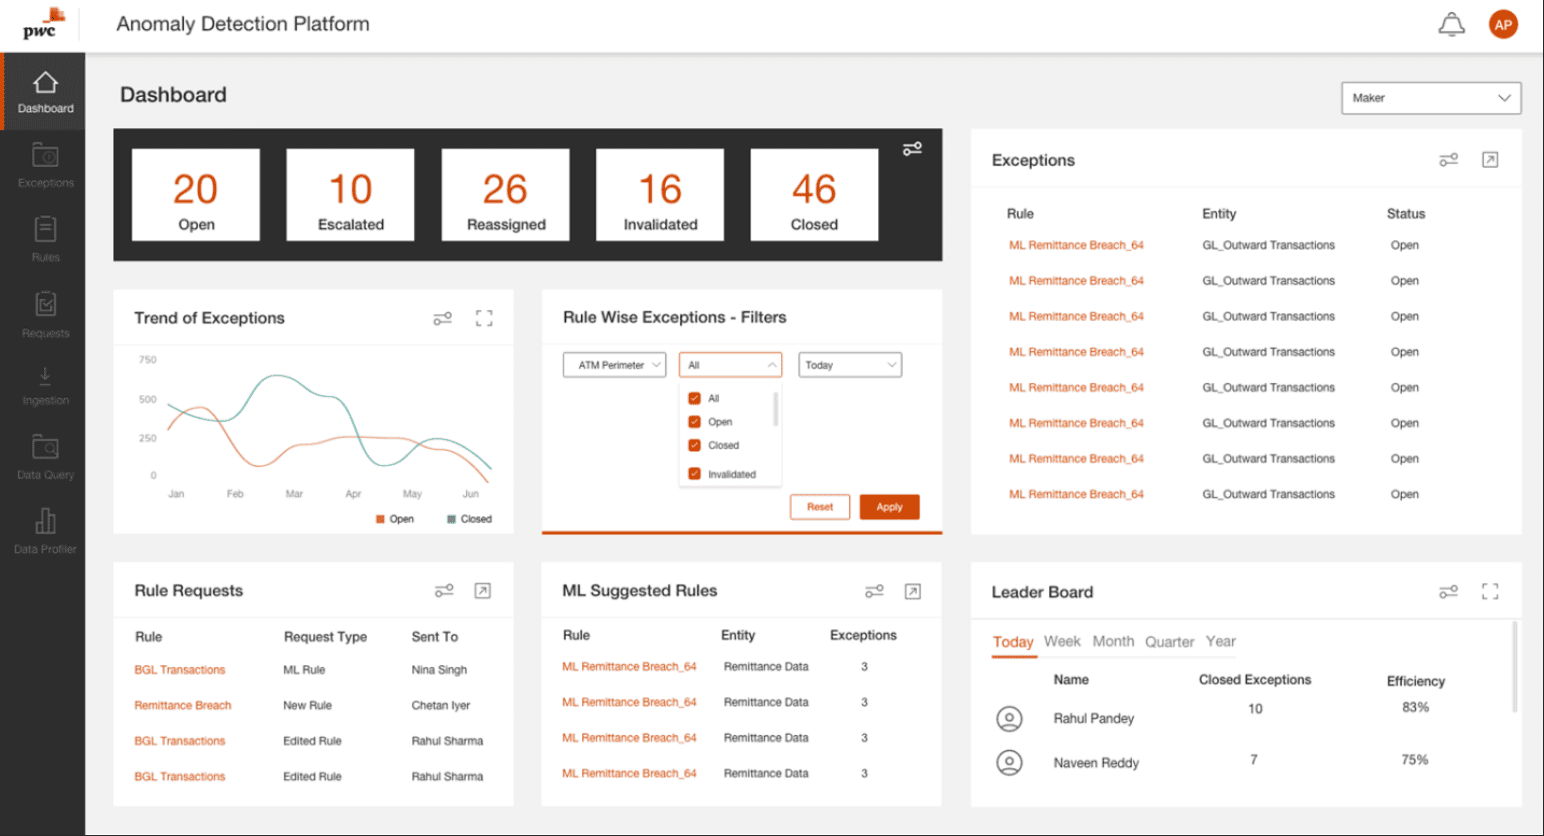 pwc
Anomaly Detection Platform
AP
Dashboard
Exceptions
Rules
Requests
Ingestion
Data Query
Data Profiler
Dashboard
Maker
20
Open
10
Escalated
26
Reassigned
16
Invalidated
46
Closed
Exceptions
Rule Entity Status
ML Remittance Breach_64 GL_Outward Transactions Open
ML Remittance Breach_64 GL_Outward Transactions Open
ML Remittance Breach_64 GL_Outward Transactions Open
ML Remittance Breach_64 GL_Outward Transactions Open
ML Remittance Breach_64 GL_Outward Transactions Open
ML Remittance Breach_64 GL_Outward Transactions Open
ML Remittance Breach_64 GL_Outward Transactions Open
ML Remittance Breach_64 GL_Outward Transactions Open
Trend of Exceptions
750
500
250
0
Jan Feb Mar Apr May Jun
Open Closed
Rule Wise Exceptions - Filters
ATM Perimeter All Today
All
Open
Closed
Invalidated
Reset Apply
Rule Requests
Rule Request Type Sent To
BGL Transactions ML Rule Nina Singh
Remittance Breach New Rule Chetan Iyer
BGL Transactions Edited Rule Rahul Sharma
BGL Transactions Edited Rule Rahul Sharma
ML Suggested Rules
Rule Entity Exceptions
ML Remittance Breach_64 Remittance Data 3
ML Remittance Breach_64 Remittance Data 3
ML Remittance Breach_64 Remittance Data 3
ML Remittance Breach_64 Remittance Data 3
Leader Board
Today Week Month Quarter Year
Name Closed Exceptions Efficiency
Rahul Pandey 10 83%
Naveen Reddy 7 75%